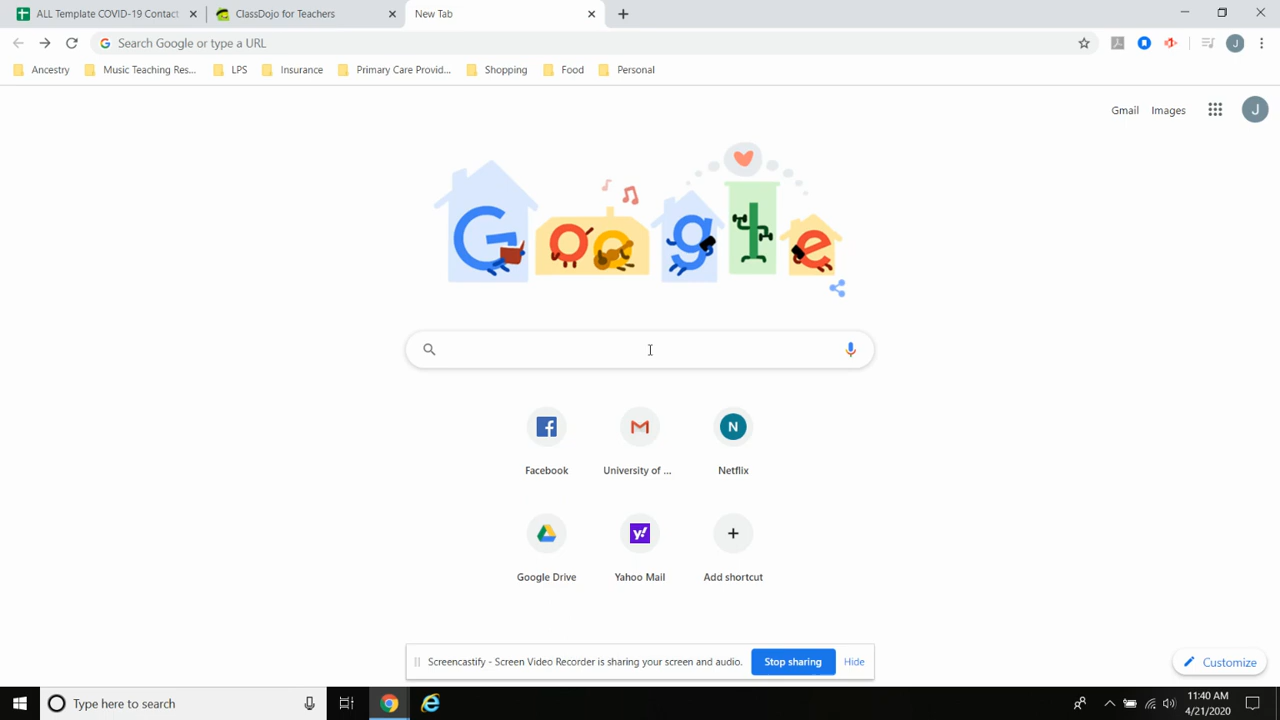 ALL Template COVID-19 Contact
ClassDojo for Teachers
New Tab
Search Google or type a URL
J
Ancestry
Music Teaching Res...
LPS
Insurance
Primary Care Provid...
Shopping
Food
Personal
Gmail
Images
J
Google
Facebook
University of ...
N
Netflix
Google Drive
y!
Yahoo Mail
Add shortcut
Screencastify - Screen Video Recorder is sharing your screen and audio.
Stop sharing
Hide
Customize
Type here to search
11:40 AM
4/21/2020